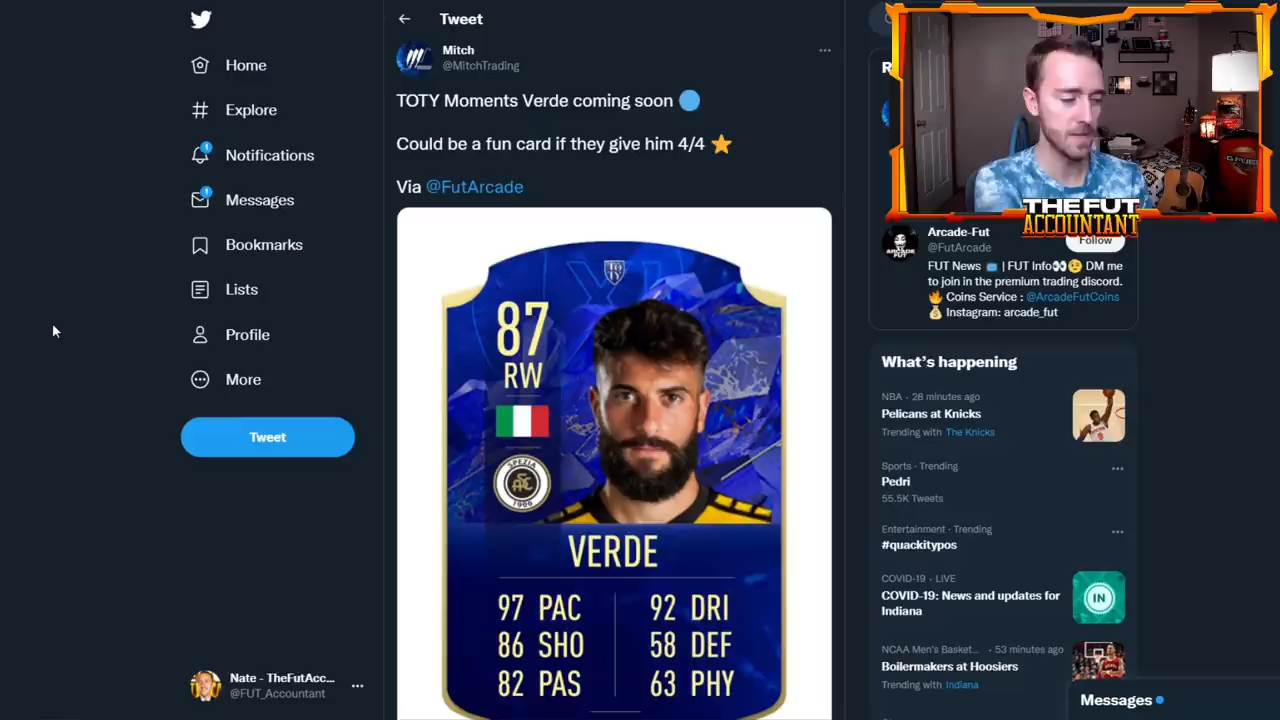 Home
Explore
1
Notifications
1
Messages
Bookmarks
Lists
Profile
More
Tweet
Nate - TheFutAcc...
@FUT_Accountant
Tweet
Mitch
@MitchTrading
TOTY Moments Verde coming soon
Could be a fun card if they give him 4/4
Via @FutArcade
TOTY
87
RW
SPEZIA
1906
VERDE
97 PAC
86 SHO
82 PAS
92 DRI
58 DEF
63 PHY
R
THE FUT
ACCOUNTANT
Arcade-Fut
@FutArcade
Follow
FUT News | FUT Info DM me
to join in the premium trading discord.
Coins Service : @ArcadeFutCoins
Instagram: arcade_fut
What's happening
NBA · 28 minutes ago
Pelicans at Knicks
Trending with The Knicks
Sports · Trending
Pedri
55.5K Tweets
Entertainment · Trending
#quackitypos
COVID-19 · LIVE
COVID-19: News and updates for
Indiana
IN
NCAA Men's Basket... · 53 minutes ago
Boilermakers at Hoosiers
Trending with Indiana
Messages